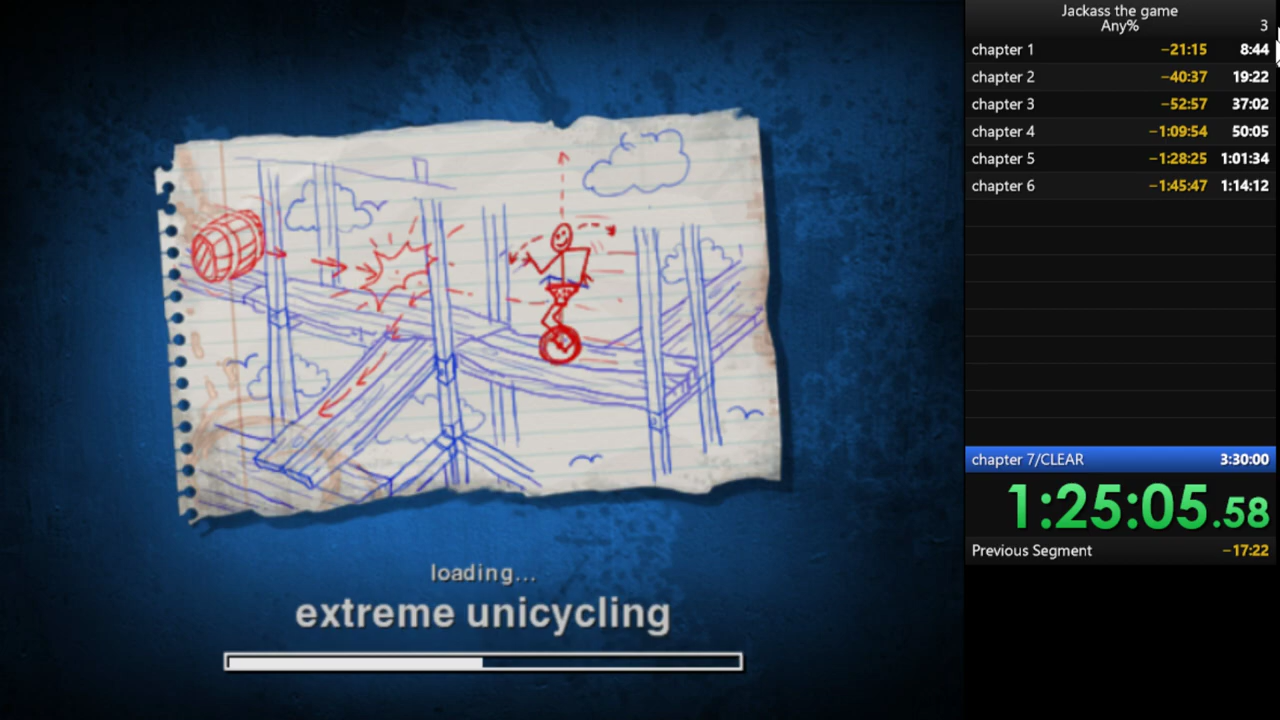 Jackass the game
Any% 3
chapter 1 −21:15 8:44
chapter 2 −40:37 19:22
chapter 3 −52:57 37:02
chapter 4 −1:09:54 50:05
chapter 5 −1:28:25 1:01:34
chapter 6 −1:45:47 1:14:12
chapter 7/CLEAR 3:30:00
1:25:05.58
Previous Segment −17:22
loading...
extreme unicycling